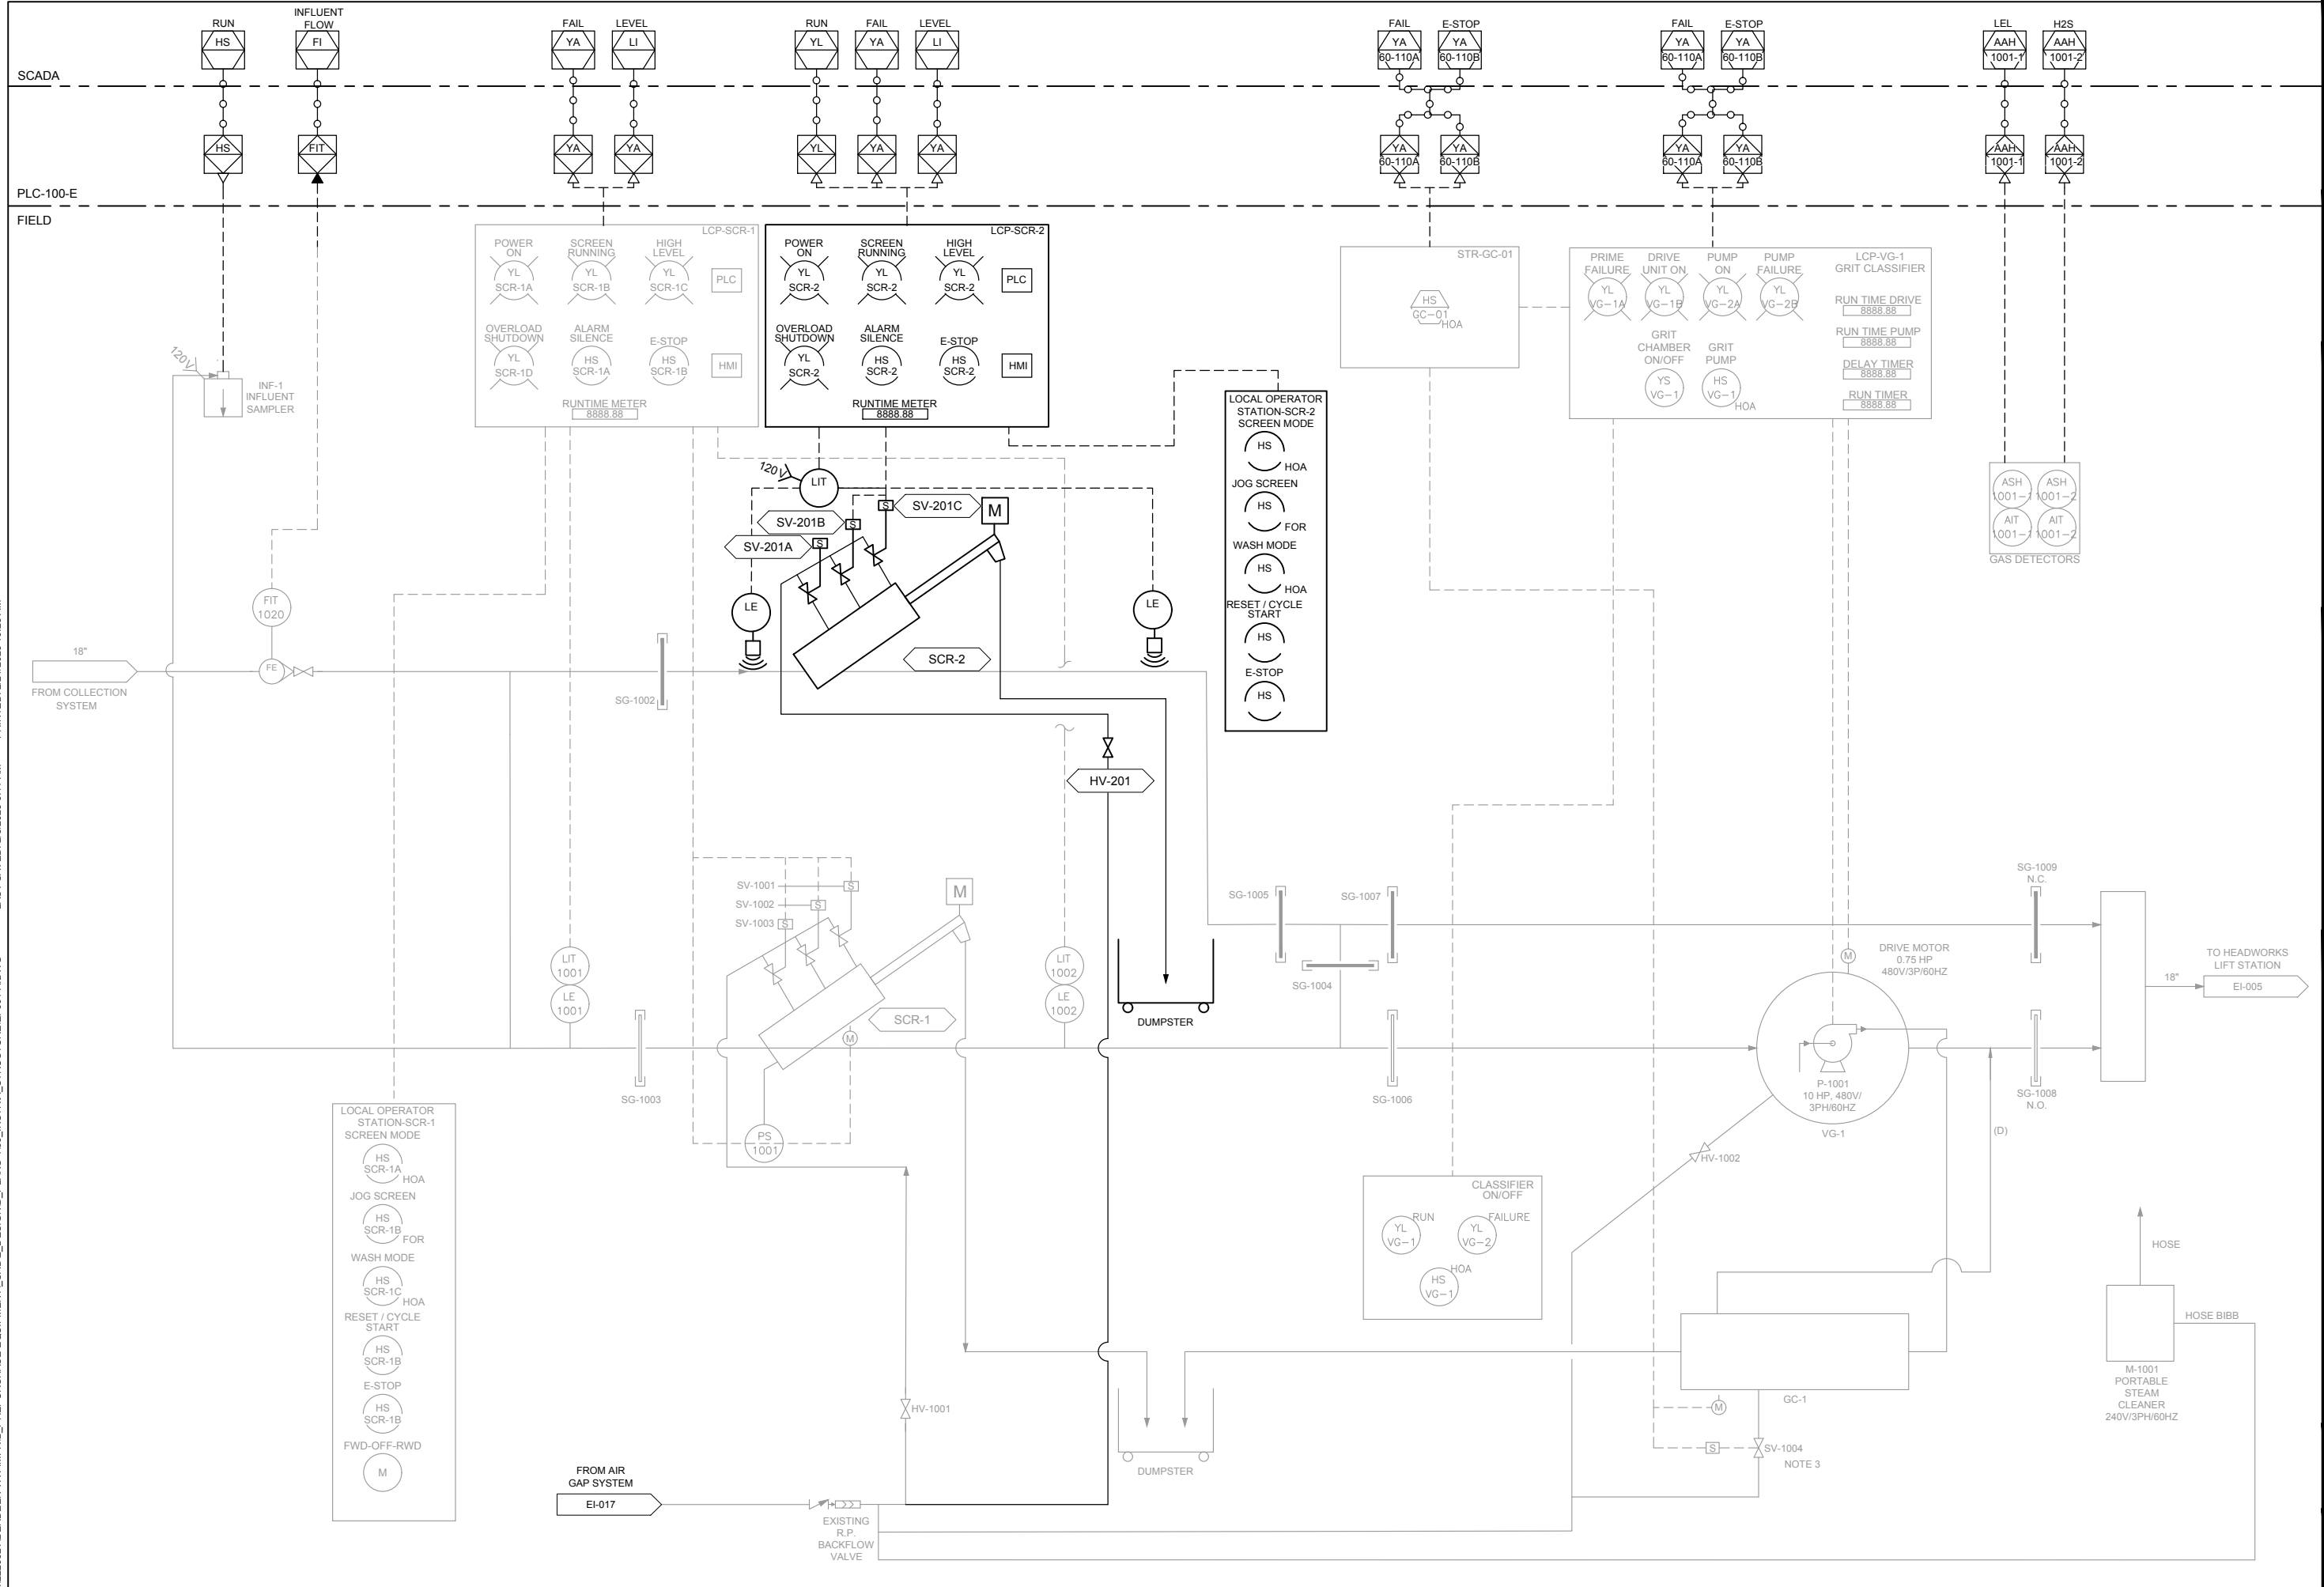 RUN
HS
INFLUENT
FLOW
FI
FAIL
YA
LEVEL
LI
RUN
YL
FAIL
YA
LEVEL
LI
FAIL
YA
60-110A
E-STOP
YA
60-110B
FAIL
YA
60-110A
E-STOP
YA
60-110B
LEL
AAH
1001-1
H2S
AAH
1001-2
SCADA
HS
FIT
YA
YA
YL
YA
YA
YA
60-110A
YA
60-110B
YA
60-110A
YA
60-110B
AAH
1001-1
AAH
1001-2
PLC-100-E
FIELD
LCP-SCR-1
POWER
ON
YL
SCR-1A
SCREEN
RUNNING
YL
SCR-1B
HIGH
LEVEL
YL
SCR-1C
PLC
OVERLOAD
SHUTDOWN
YL
SCR-1D
ALARM
SILENCE
HS
SCR-1A
E-STOP
HS
SCR-1B
HMI
RUNTIME METER
8888.88
LCP-SCR-2
POWER
ON
YL
SCR-2
SCREEN
RUNNING
YL
SCR-2
HIGH
LEVEL
YL
SCR-2
PLC
OVERLOAD
SHUTDOWN
YL
SCR-2
ALARM
SILENCE
HS
SCR-2
E-STOP
HS
SCR-2
HMI
RUNTIME METER
8888.88
STR-GC-01
HS
GC-01
HOA
LCP-VG-1
GRIT CLASSIFIER
PRIME
FAILURE
YL
VG-1A
DRIVE
UNIT ON
YL
VG-1B
PUMP
ON
YL
VG-2A
PUMP
FAILURE
YL
VG-2B
RUN TIME DRIVE
8888.88
RUN TIME PUMP
8888.88
DELAY TIMER
8888.88
RUN TIMER
8888.88
GRIT
CHAMBER
ON/OFF
YS
VG-1
GRIT
PUMP
HS
VG-1
HOA
120V
INF-1
INFLUENT
SAMPLER
LOCAL OPERATOR
STATION-SCR-2
SCREEN MODE
HS
HOA
JOG SCREEN
HS
FOR
WASH MODE
HS
HOA
RESET / CYCLE
START
HS
E-STOP
HS
ASH
1001-1
ASH
1001-2
AIT
1001-1
AIT
1001-2
GAS DETECTORS
120V
LIT
SV-201C
S
M
SV-201B
S
SV-201A
S
LE
LE
SCR-2
FIT
1020
FE
18"
FROM COLLECTION
SYSTEM
SG-1002
HV-201
SV-1001
S
SV-1002
S
SV-1003
S
M
LIT
1001
LE
1001
LIT
1002
LE
1002
SCR-1
M
SG-1003
PS
1001
DUMPSTER
SG-1005
SG-1007
SG-1004
SG-1006
SG-1009
N.C.
SG-1008
N.O.
M
DRIVE MOTOR
0.75 HP
480V/3P/60HZ
P-1001
10 HP, 480V/
3PH/60HZ
VG-1
TO HEADWORKS
LIFT STATION
18"
EI-005
(D)
HV-1002
LOCAL OPERATOR
STATION-SCR-1
SCREEN MODE
HS
SCR-1A
HOA
JOG SCREEN
HS
SCR-1B
FOR
WASH MODE
HS
SCR-1C
HOA
RESET / CYCLE
START
HS
SCR-1B
E-STOP
HS
SCR-1B
FWD-OFF-RWD
M
CLASSIFIER
ON/OFF
YL
VG-1
RUN
YL
VG-2
FAILURE
HS
VG-1
HOA
HOSE
HOSE BIBB
M-1001
PORTABLE
STEAM
CLEANER
240V/3PH/60HZ
GC-1
M
S
SV-1004
NOTE 3
HV-1001
DUMPSTER
FROM AIR
GAP SYSTEM
EI-017
EXISTING
R.P.
BACKFLOW
VALVE